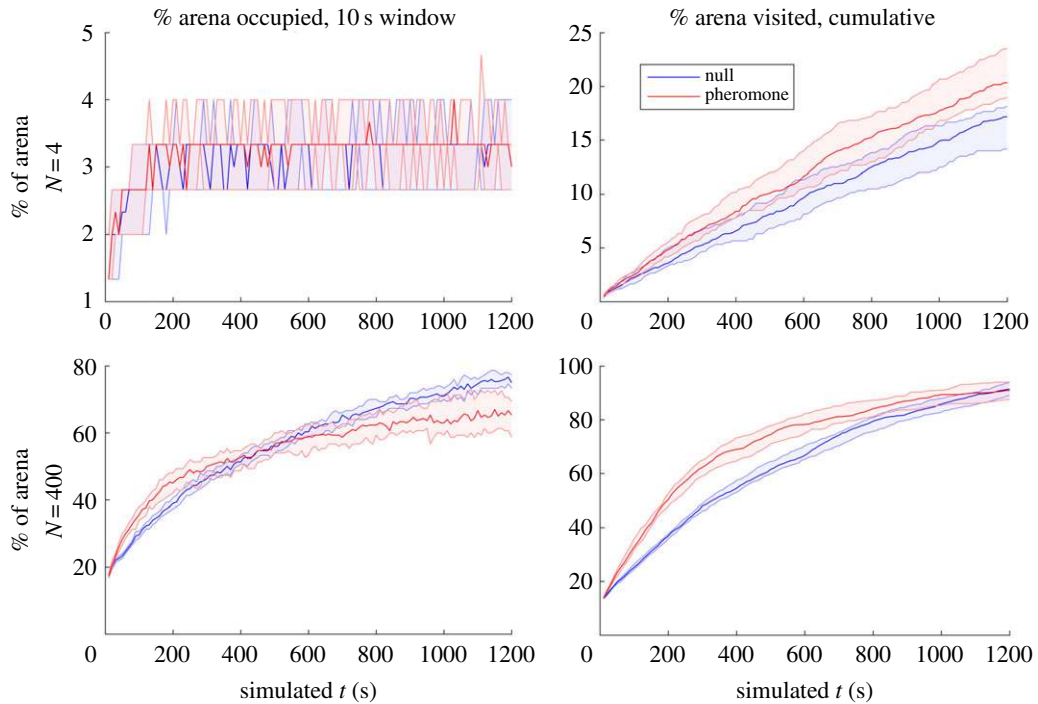 % arena occupied, 10 s window
% arena visited, cumulative
% of arena
N = 4
5
4
3
2
1
0 200 400 600 800 1000 1200
25
20
15
10
5
0 200 400 600 800 1000 1200
null
pheromone
% of arena
N = 400
80
60
40
20
0 200 400 600 800 1000 1200
simulated t (s)
100
80
60
40
20
0 200 400 600 800 1000 1200
simulated t (s)